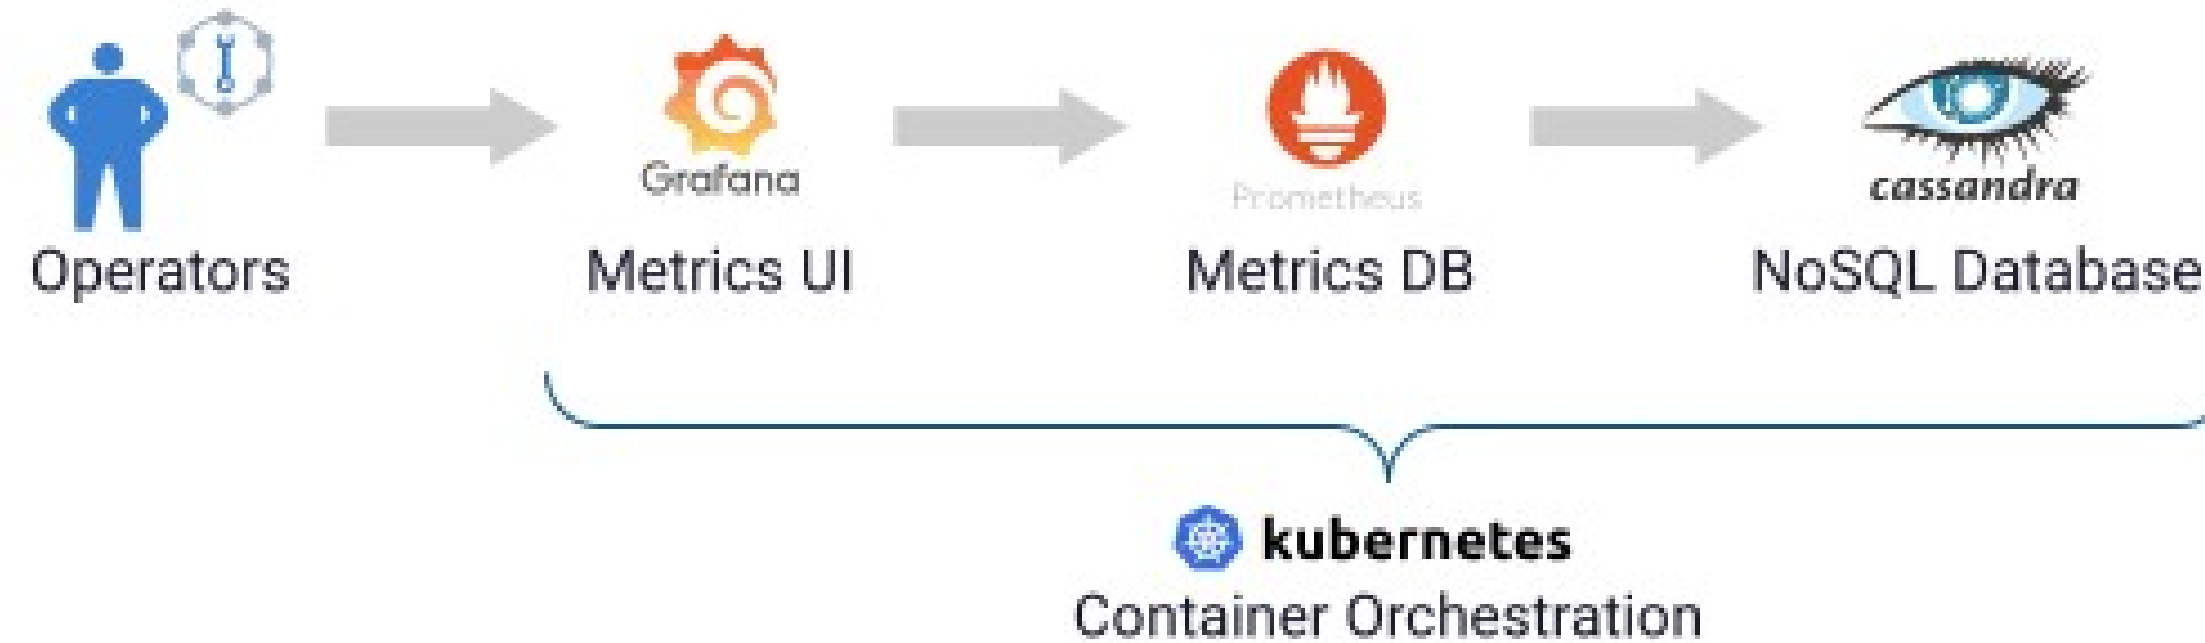 Grafana
Prometheus
cassandra
Operators
Metrics UI
Metrics DB
NoSQL Database
kubernetes
Container Orchestration